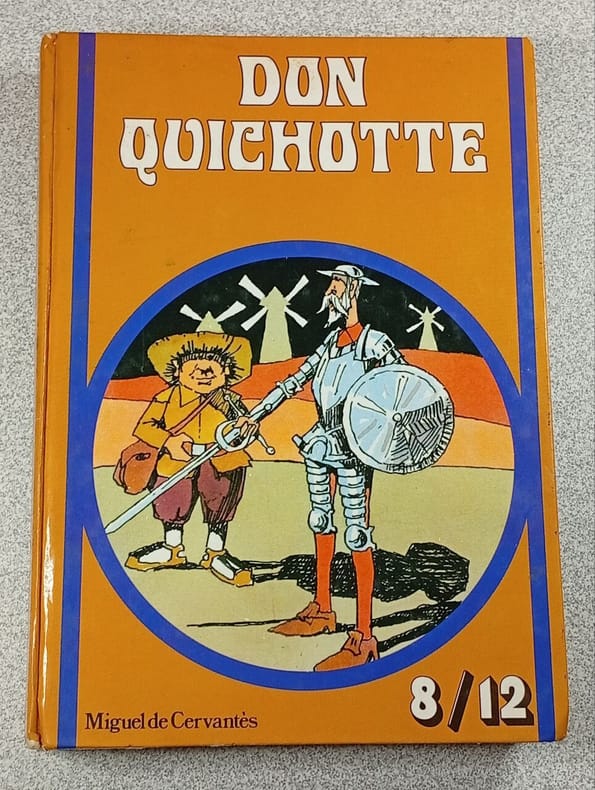 DON
QUICHOTTE
Miguel de Cervantès
8/12